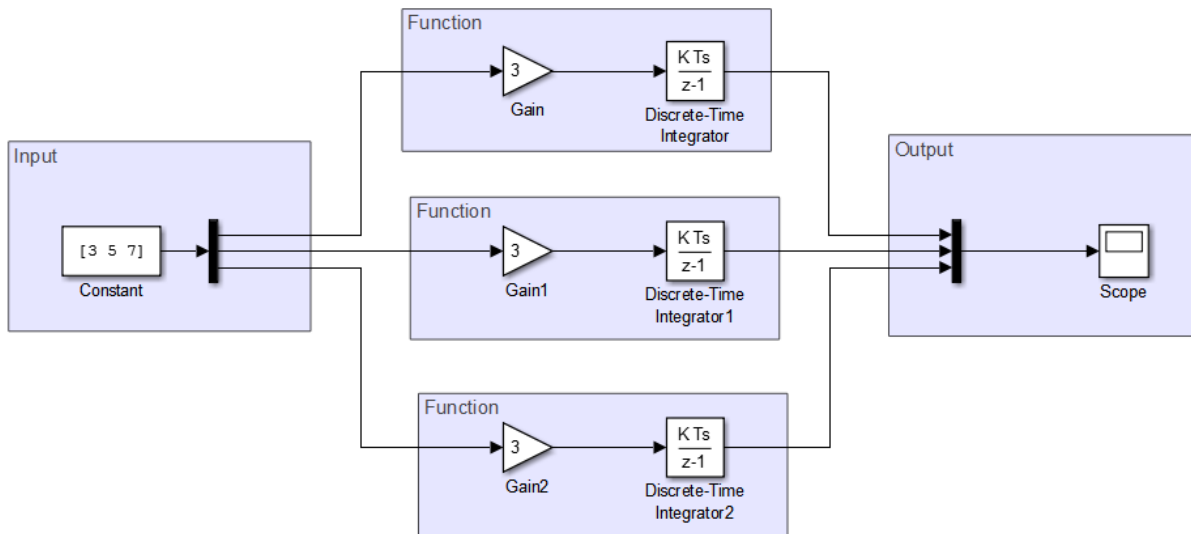 Function
3
Gain
K Ts
z-1
Discrete-Time
Integrator
Input
[3 5 7]
Constant
Function
3
Gain1
K Ts
z-1
Discrete-Time
Integrator1
Output
Scope
Function
3
Gain2
K Ts
z-1
Discrete-Time
Integrator2